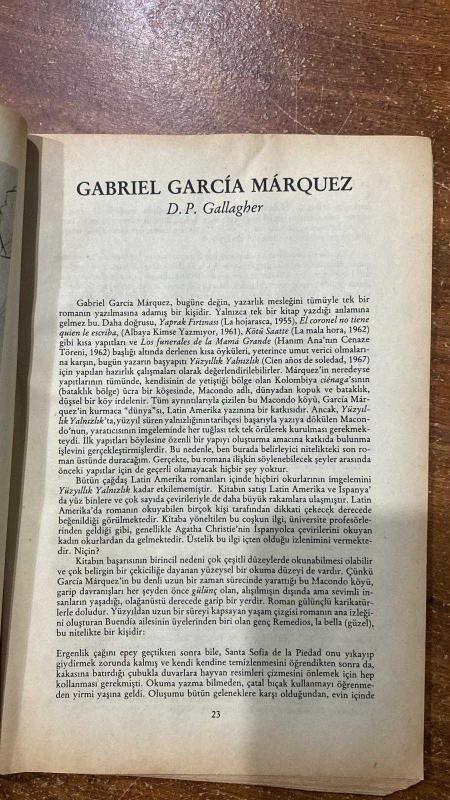 GABRIEL GARCÍA MÁRQUEZ
D. P. Gallagher
Gabriel García Márquez, bugüne değin, yazarlık mesleğini tümüyle tek bir
romanın yazılmasına adamış bir kişidir. Yalnızca tek bir kitap yazdığı anlamına
gelmez bu. Daha doğrusu, Yaprak Fırtınası (La hojarasca, 1955), El coronel no tiene
quien le escriba, (Albaya Kimse Yazmıyor, 1961), Kötü Saatte (La mala hora, 1962)
gibi kısa yapıtları ve Los funerales de la Mamá Grande (Hanım Ana'nın Cenaze
Töreni, 1962) başlığı altında derlenen kısa öyküleri, yeterince umut verici olmaları-
na karşın, bugün yazarın başyapıtı Yüzyıllık Yalnızlık (Cien años de soledad, 1967)
için yapılan hazırlık çalışmaları olarak değerlendirilebilirler. Márquez'in neredeyse
yapıtlarının tümünde, kendisinin de yetiştiği bölge olan Kolombiya ciénaga'sının
(bataklık bölge) ücra bir köşesinde, Macondo adlı, dünyadan kopuk ve bataklık,
düşsel bir köy irdelenir. Tüm ayrıntılarıyla çizilen bu Macondo köyü, García Már-
quez'in kurmaca "dünya"sı, Latin Amerika yazınına bir katkısıdır. Ancak, Yüzyıl-
lık Yalnızlık'ta, yüzyıl süren yalnızlığının tarihçesi başarıyla yazıya dökülen Macon-
do'nun, yaratıcısının imgeleminde her tuğlası tek tek örülerek kurulması gerekmek-
teydi. İlk yapıtları böylesine özenli bir yapıyı oluşturma amacına katkıda bulunma
işlevini gerçekleştirmişlerdir. Bu nedenle, ben burada belirleyici nitelikteki son ro-
man üstünde duracağım. Gerçekte, bu romana ilişkin söylenebilecek şeyler arasında
önceki yapıtlar için de geçerli olamayacak hiçbir şey yoktur.
Bütün çağdaş Latin Amerika romanları içinde hiçbiri okurlarının imgelemini
Yüzyıllık Yalnızlık kadar etkilememiştir. Kitabın satışı Latin Amerika ve Ispanya'
da yüz binlere ve çok sayıda çevirileriyle de daha büyük rakamlara ulaşmıştır. Latin
Amerika'da romanın okuyabilen birçok kişi tarafından dikkati çekecek derecede
beğenildiği görülmektedir. Kitaba yöneltilen bu coşkun ilgi, üniversite profesörle-
rinden geldiği gibi, genellikle Agatha Christie'nin İspanyolca çevirilerini okuyan
kadın okurlardan da gelmektedir. Üstelik bu ilgi içten olduğu izlenimini vermekte-
dir. Niçin?
Kitabın başarısının birincil nedeni çok çeşitli düzeylerde okunabilmesi olabilir
ve çok belirgin bir çekiciliğe dayanan yüzeysel bir okuma düzeyi de vardır. Çünkü
García Márquez'in bu denli uzun bir zaman sürecinde yarattığı bu Macondo köyü,
garip davranışları her şeyden önce gülünç olan, alışılmışın dışında ama sevimli in-
sanların yaşadığı, olağanüstü derecede garip bir yerdir. Roman gülünçlü karikatür-
lerle doludur. Yüzyıldan uzun bir süreyi kapsayan yaşam çizgisi romanın ana izleği-
ni oluşturan Buendía ailesinin üyelerinden biri olan genç Remedios, la bella (güzel),
bu nitelikte bir kişidir:
Ergenlik çağını epey geçtikten sonra bile, Santa Sofía de la Piedad onu yıkayıp
giydirmek zorunda kalmış ve kendi kendine temizlenmesini öğrendikten sonra da,
kakasına batırdığı çubukla duvarlara hayvan resimleri çizmesini önlemek için hep
kollanması gerekmişti. Okuma yazma bilmeden, çatal bıçak kullanmayı öğrenme-
den yirmi yaşına geldi. Oluşumu bütün geleneklere karşı olduğundan, evin içinde
23